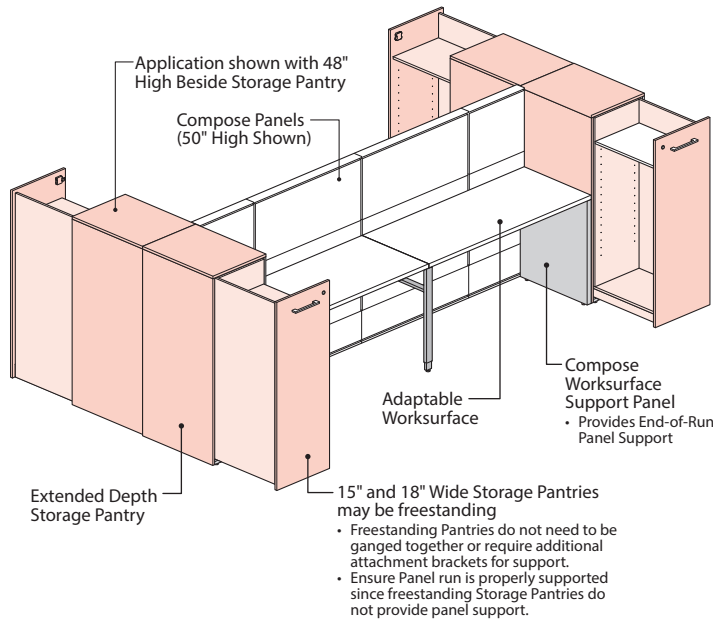 Application shown with 48"
High Beside Storage Pantry
Compose Panels
(50" High Shown)
Adaptable
Worksurface
Compose
Worksurface
Support Panel
• Provides End-of-Run
Panel Support
Extended Depth
Storage Pantry
15" and 18" Wide Storage Pantries
may be freestanding
• Freestanding Pantries do not need to be
ganged together or require additional
attachment brackets for support.
• Ensure Panel run is properly supported
since freestanding Storage Pantries do
not provide panel support.